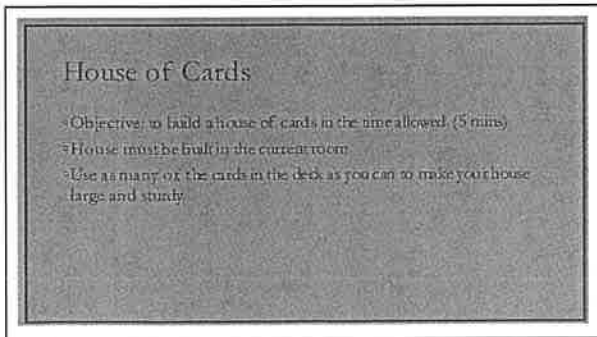 House of Cards
Objective: to build a house of cards in the time allowed. (5 mins)
House must be built in the current room.
Use as many of the cards in the deck as you can to make your house
large and sturdy.